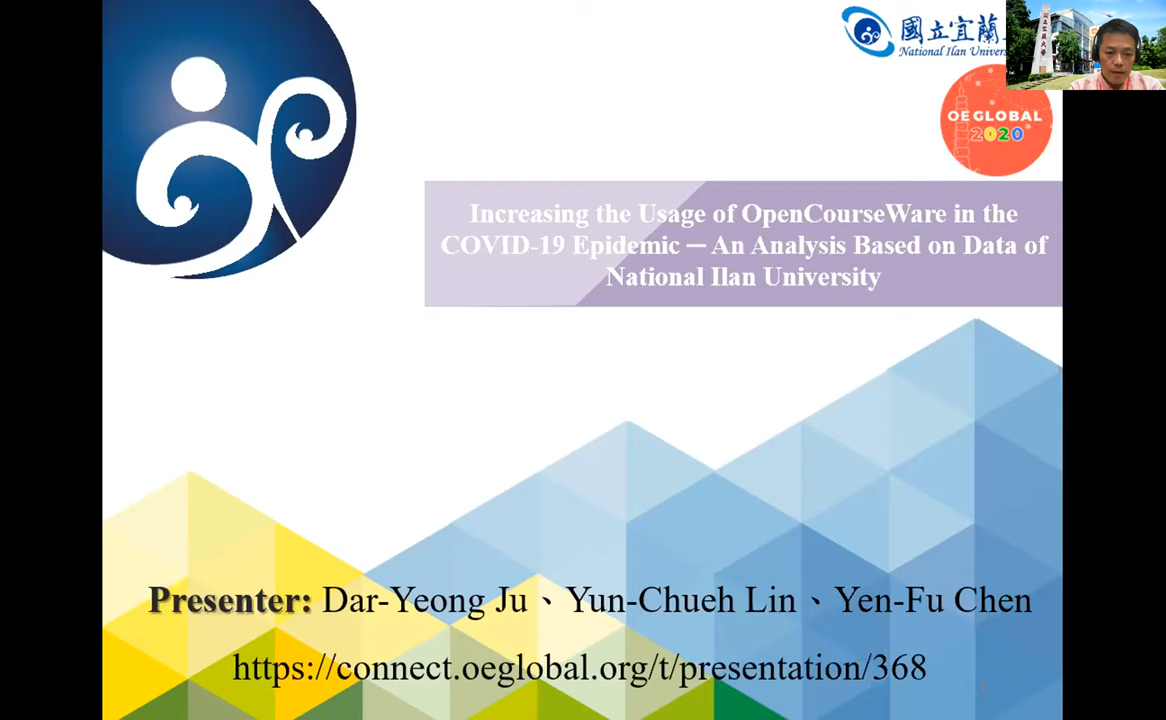 國立宜蘭
National Ilan
OE GLOBAL
2020
Increasing the Usage of OpenCourseWare in the
COVID-19 Epidemic ─ An Analysis Based on Data of
National Ilan University
Presenter: Dar-Yeong Ju、Yun-Chueh Lin、Yen-Fu Chen
https://connect.oeglobal.org/t/presentation/368